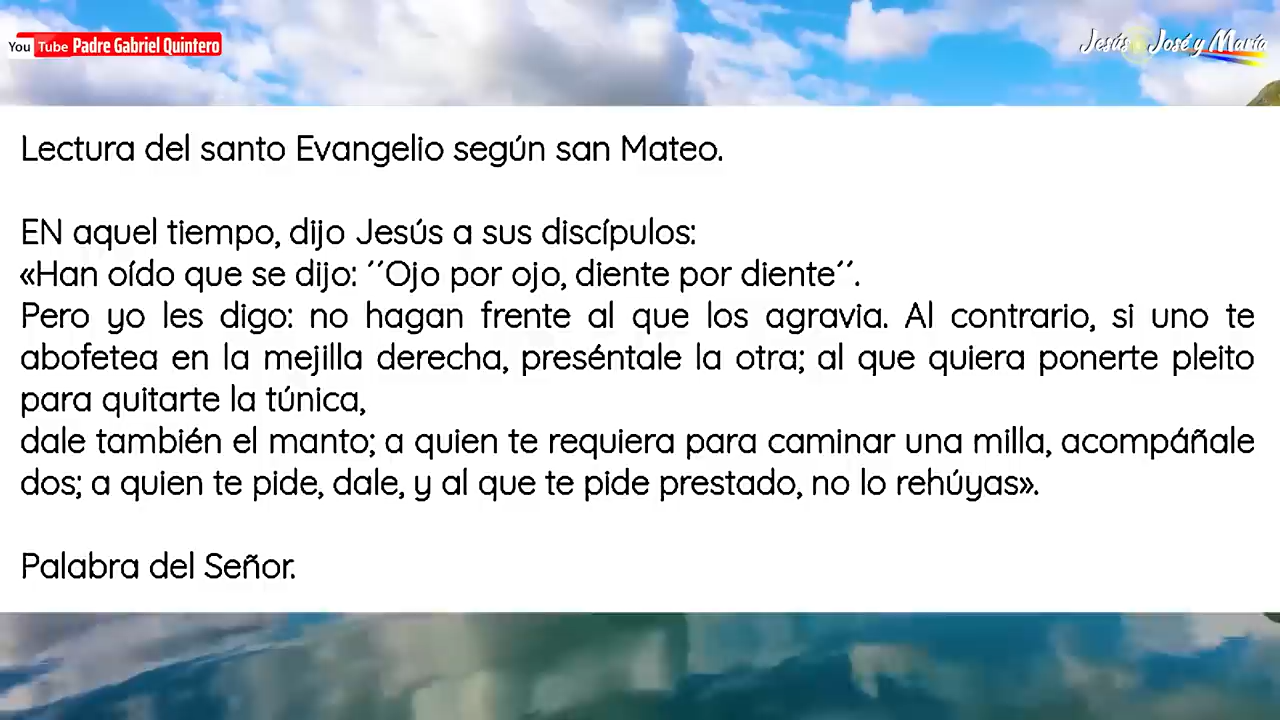 You Tube Padre Gabriel Quintero
Jesús José y María
Lectura del santo Evangelio según san Mateo.
EN aquel tiempo, dijo Jesús a sus discípulos:
«Han oído que se dijo: ´´Ojo por ojo, diente por diente´´.
Pero yo les digo: no hagan frente al que los agravia. Al contrario, si uno te
abofetea en la mejilla derecha, preséntale la otra; al que quiera ponerte pleito
para quitarte la túnica,
dale también el manto; a quien te requiera para caminar una milla, acompáñale
dos; a quien te pide, dale, y al que te pide prestado, no lo rehúyas».
Palabra del Señor.